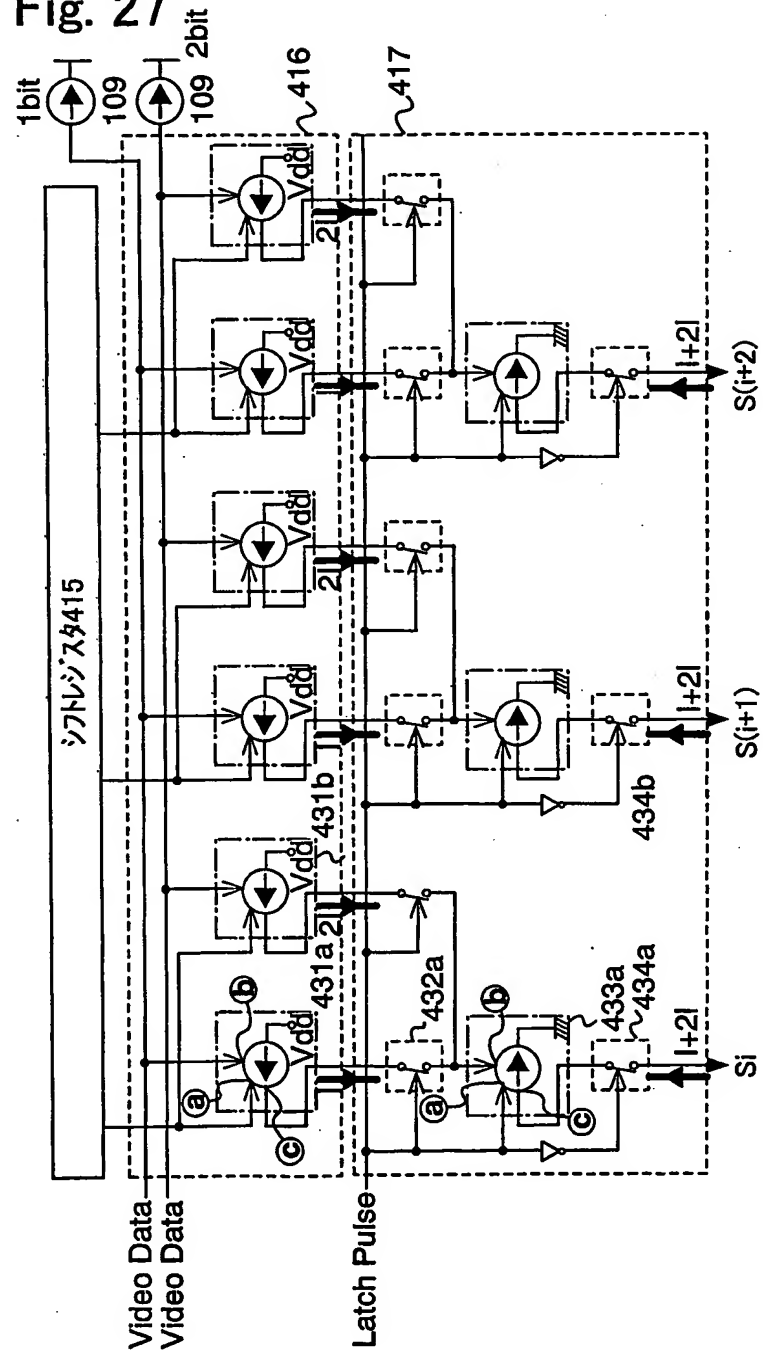 Fig. 27
1bit
109
2bit
109
シフトレジスタ415
Video Data
Video Data
416
Vdd
Vdd
Vdd
Vdd
Vdd
Vdd
a
b
c
431a
431b
I
2I
I
2I
I
2I
Latch Pulse
417
432a
a
b
c
433a
434a
434b
I+2I
I+2I
I+2I
Si
S(i+1)
S(i+2)